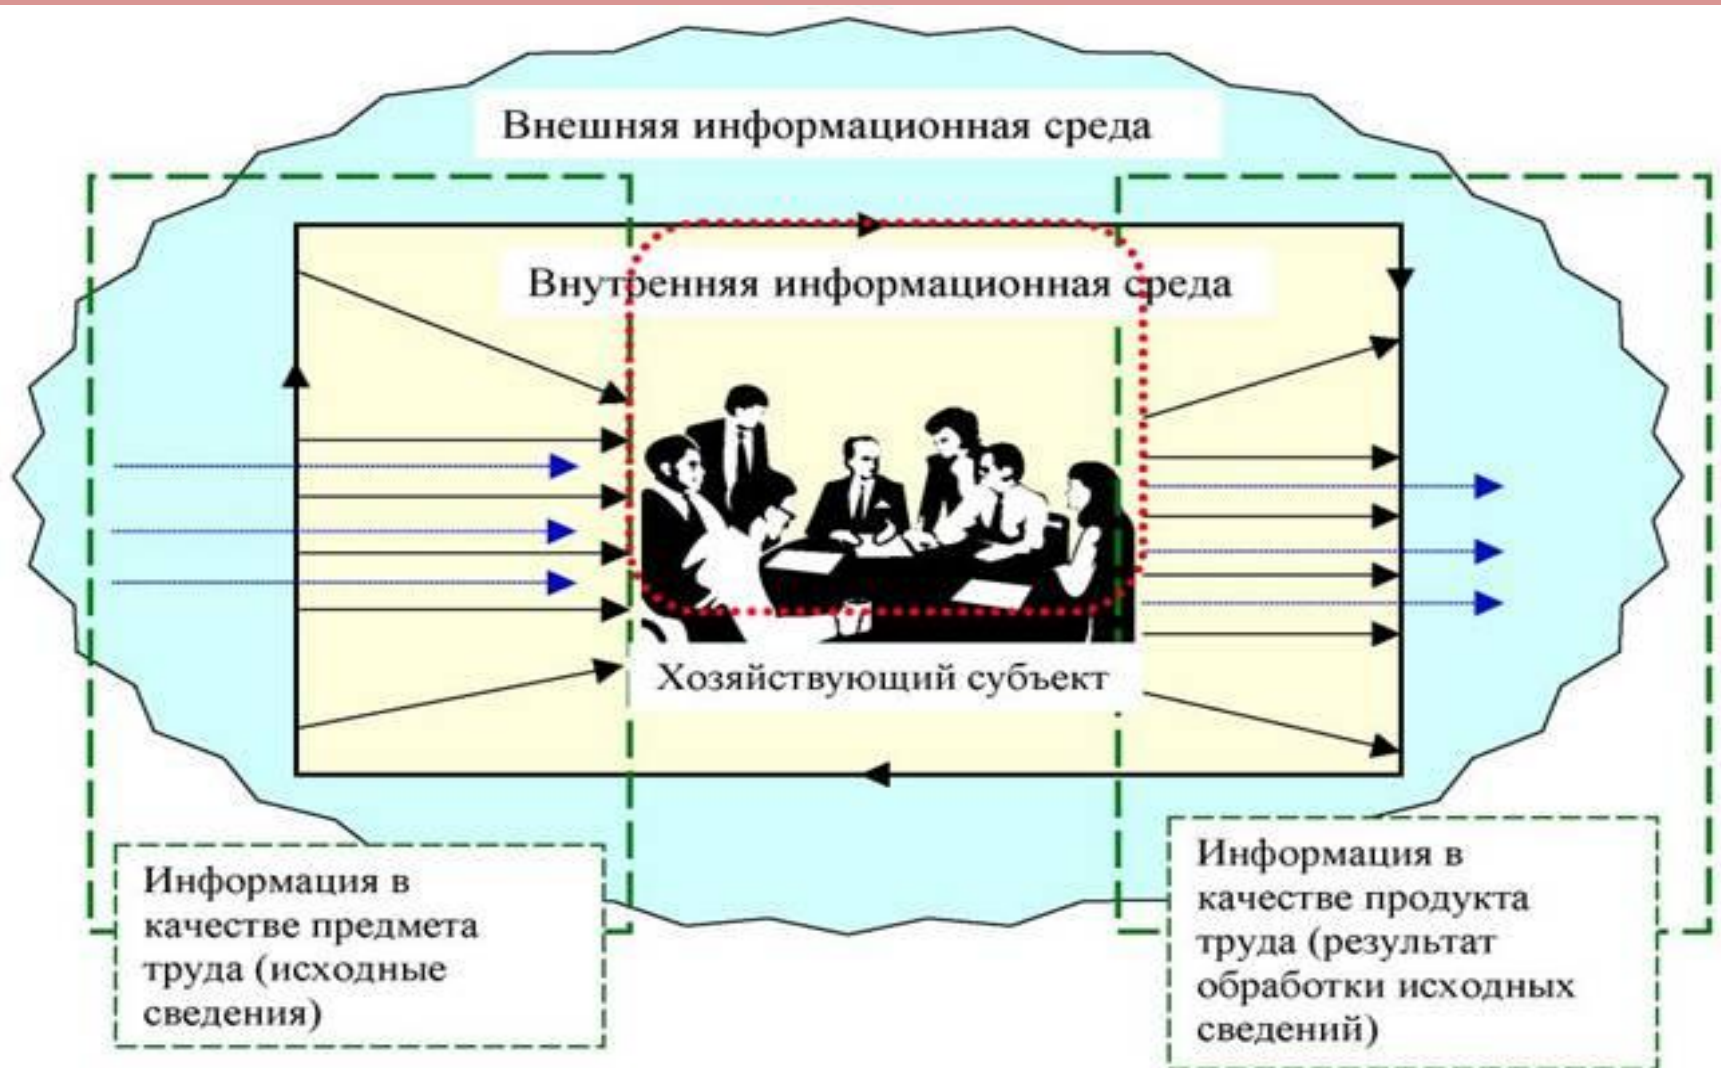 Внешняя информационная среда
Внутренняя информационная среда
Хозяйствующий субъект
Информация в
качестве предмета
труда (исходные
сведения)
Информация в
качестве продукта
труда (результат
обработки исходных
сведений)